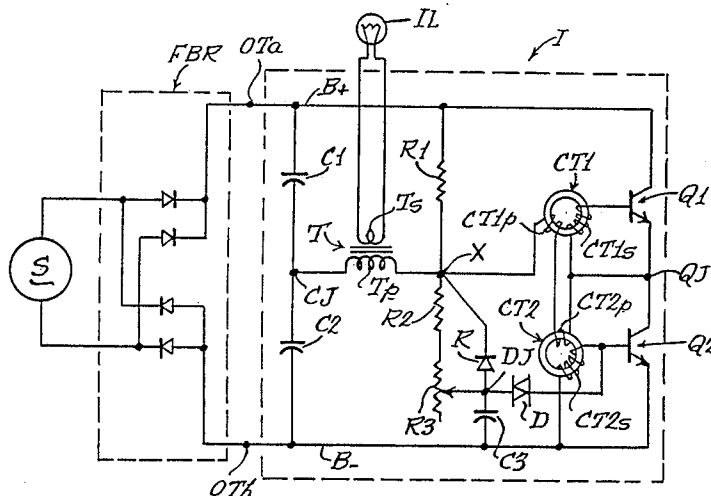 IL
I
FBR
OTa
B+
C1
R1
CT1
Q1
Ts
CT1p
CT1s
T
X
S
CJ
Tp
QJ
CT2p
CT2
C2
R2
R
DJ
Q2
R3
D
CT2s
C3
B-
OTb